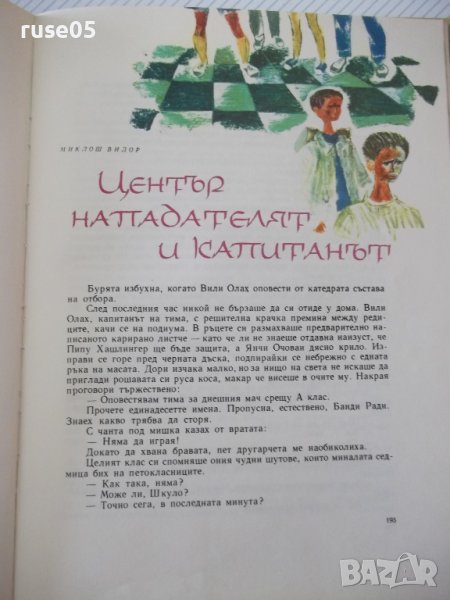 ruse05
МИКЛОШ ВИДОР
ЦЕНТЪР
НАПАДАТЕЛЯТ
И КАПИТАНЪТ
Бурята избухна, когато Вили Олах оповести от катедрата състава
на отбора.
След последния час никой не бързаше да си отиде у дома. Вили
Олах, капитанът на тима, с решителна крачка премина между реди-
ците, качи се на подиума. В ръцете си размахваше предварително на-
писаното карирано листче — като че ли не знаеше отдавна наизуст, че
Пипу Хашлингер ще бъде защита, а Янчи Очован дясно крило. Изп-
рави се горе пред черната дъска, подпирайки се небрежно с едната
ръка на масата. Дори изчака малко, но за нищо на света не искаше да
приглади рошавата си руса коса, макар че висеше в очите му. Накрая
проговори тържествено:
— Оповестявам тима за днешния мач срещу А клас.
Прочете единадесетте имена. Пропусна, естествено, Банди Ради.
Знаех какво трябва да сторя.
С чанта под мишка казах от вратата:
— Няма да играя!
Докато да хвана бравата, пет другарчета ме наобиколиха.
Целият клас си спомняше ония чудни шутове, които миналата сед-
мица бих на петокласниците.
— Как така, няма?
— Може ли, Шкуло?
— Точно сега, в последната минута?
193
BAZAR
ruse05